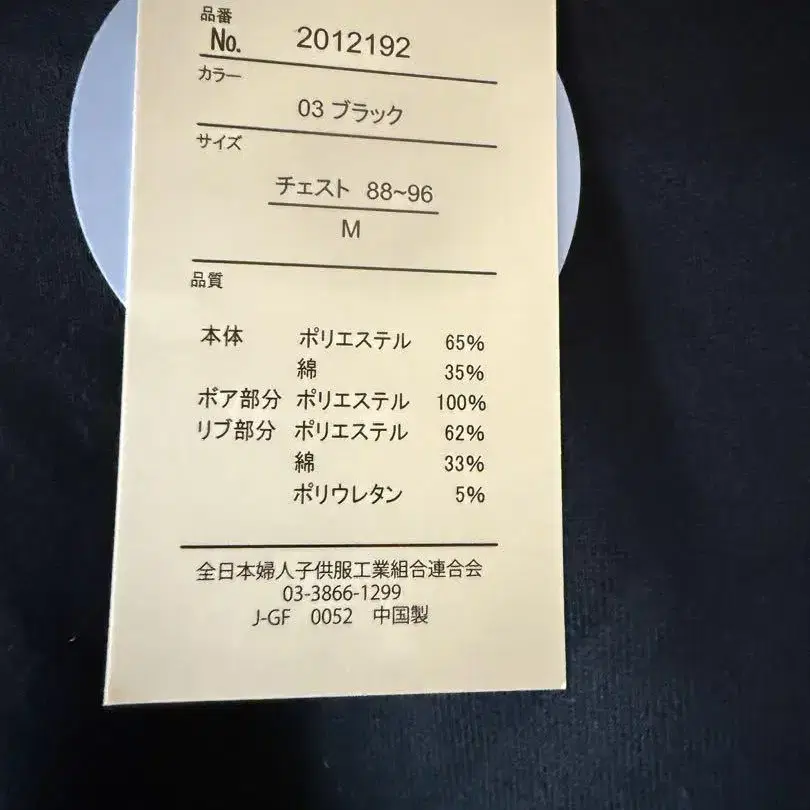 品番
No. 2012192
カラー
03 ブラック
サイズ
チェスト 88~96
M
品質
本体 ポリエステル 65%
綿 35%
ボア部分 ポリエステル 100%
リブ部分 ポリエステル 62%
綿 33%
ポリウレタン 5%
全日本婦人子供服工業組合連合会
03-3866-1299
J-GF 0052 中国製